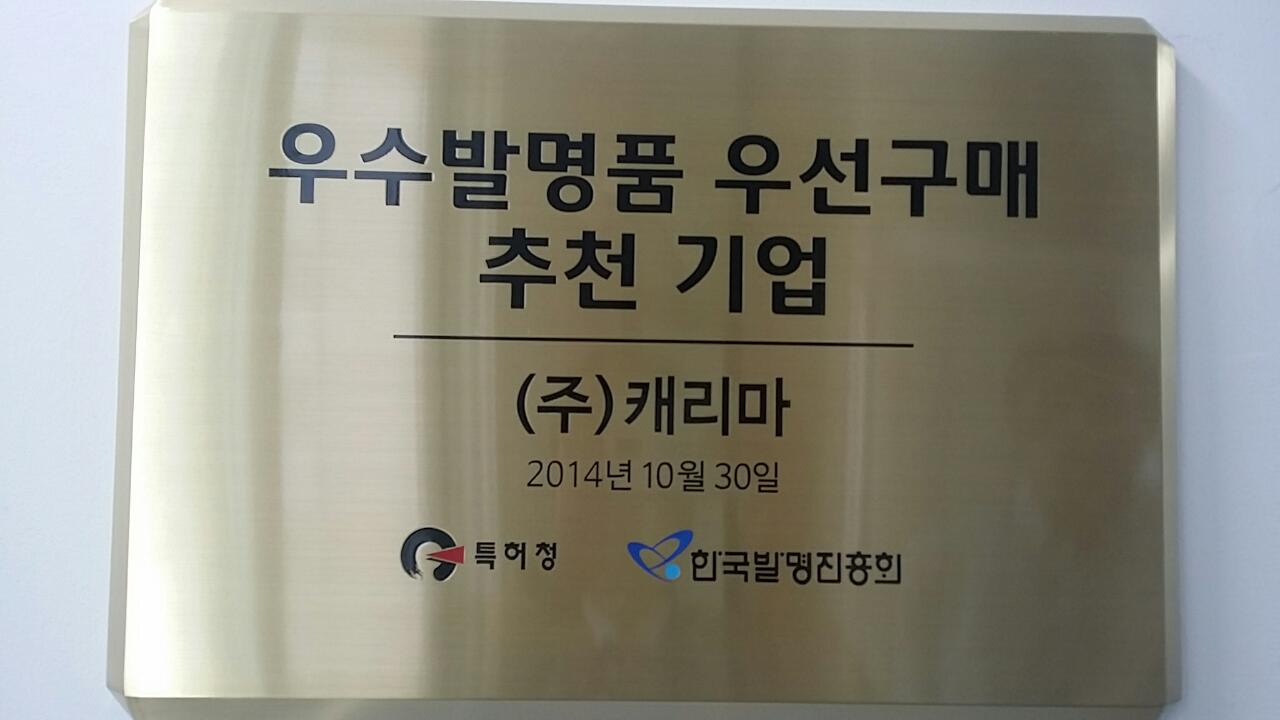 우수발명품 우선구매
추천 기업
(주)캐리마
2014년 10월 30일
특허청 한국발명진흥회